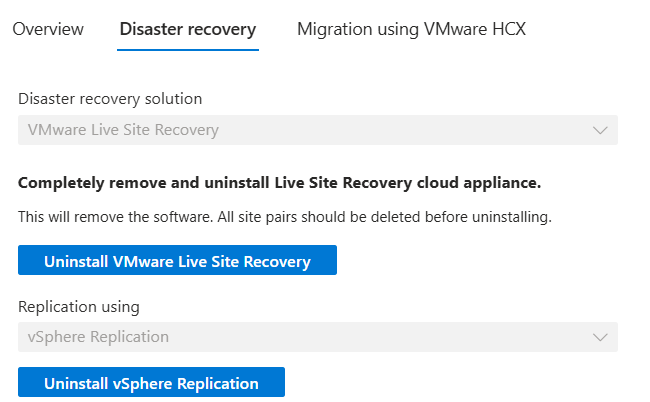 Overview
Disaster recovery
Migration using VMware HCX
Disaster recovery solution
VMware Live Site Recovery
Completely remove and uninstall Live Site Recovery cloud appliance.
This will remove the software. All site pairs should be deleted before uninstalling.
Uninstall VMware Live Site Recovery
Replication using
vSphere Replication
Uninstall vSphere Replication